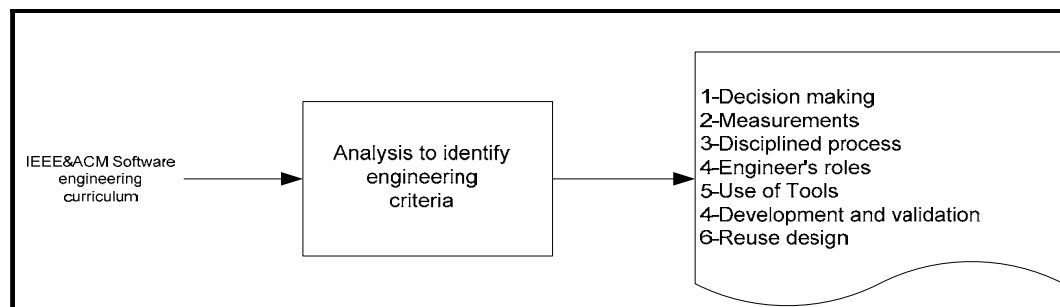 IEEE&ACM Software
engineering
curriculum
Analysis to identify
engineering
criteria
1-Decision making
2-Measurements
3-Disciplined process
4-Engineer's roles
5-Use of Tools
4-Development and validation
6-Reuse design